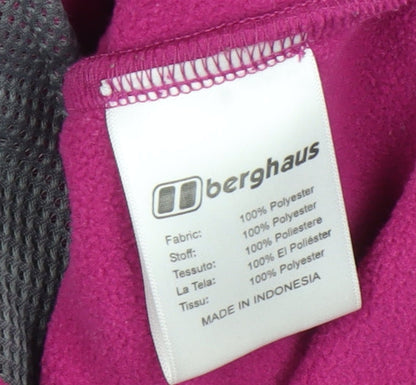 berghaus
Fabric: 100% Polyester
Stoff: 100% Polyester
Tessuto: 100% Poliestere
La Tela: 100% El Poliéster
Tissu: 100% Polyester
MADE IN INDONESIA